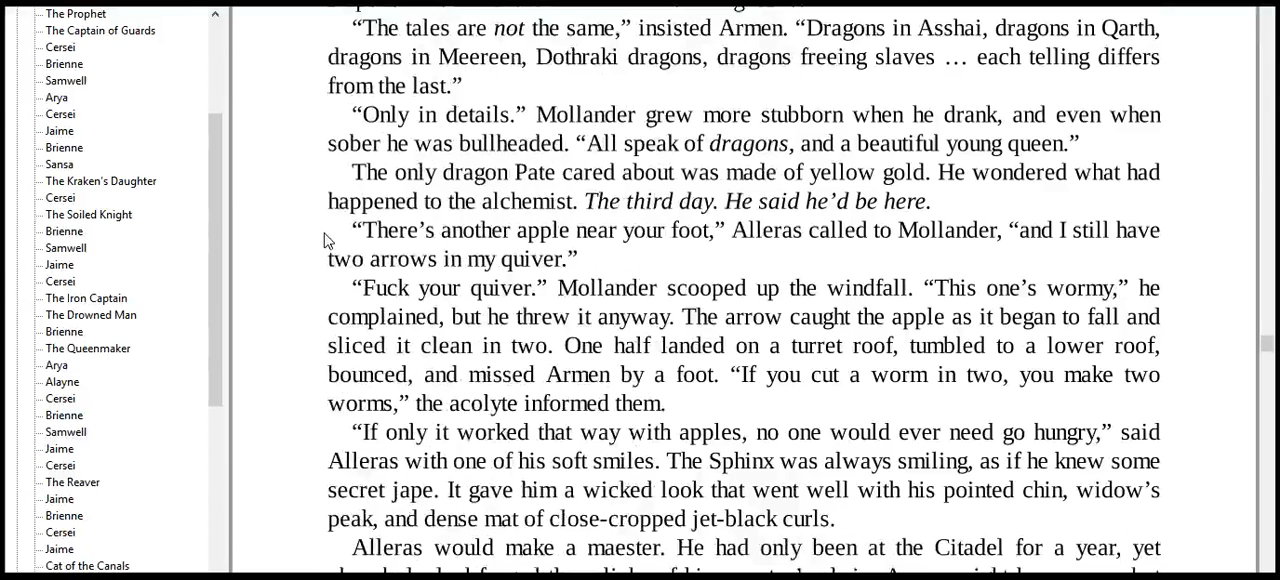 The Prophet
The Captain of Guards
Cersei
Brienne
Samwell
Arya
Cersei
Jaime
Brienne
Sansa
The Kraken's Daughter
Cersei
The Soiled Knight
Brienne
Samwell
Jaime
Cersei
The Iron Captain
The Drowned Man
Brienne
The Queenmaker
Arya
Alayne
Cersei
Brienne
Samwell
Jaime
Cersei
The Reaver
Jaime
Brienne
Cersei
Jaime
Cat of the Canals
“The tales are not the same,” insisted Armen. “Dragons in Asshai, dragons in Qarth,
dragons in Meereen, Dothraki dragons, dragons freeing slaves … each telling differs
from the last.”
“Only in details.” Mollander grew more stubborn when he drank, and even when
sober he was bullheaded. “All speak of dragons, and a beautiful young queen.”
The only dragon Pate cared about was made of yellow gold. He wondered what had
happened to the alchemist. The third day. He said he’d be here.
“There’s another apple near your foot,” Alleras called to Mollander, “and I still have
two arrows in my quiver.”
“Fuck your quiver.” Mollander scooped up the windfall. “This one’s wormy,” he
complained, but he threw it anyway. The arrow caught the apple as it began to fall and
sliced it clean in two. One half landed on a turret roof, tumbled to a lower roof,
bounced, and missed Armen by a foot. “If you cut a worm in two, you make two
worms,” the acolyte informed them.
“If only it worked that way with apples, no one would ever need go hungry,” said
Alleras with one of his soft smiles. The Sphinx was always smiling, as if he knew some
secret jape. It gave him a wicked look that went well with his pointed chin, widow’s
peak, and dense mat of close-cropped jet-black curls.
Alleras would make a maester. He had only been at the Citadel for a year, yet